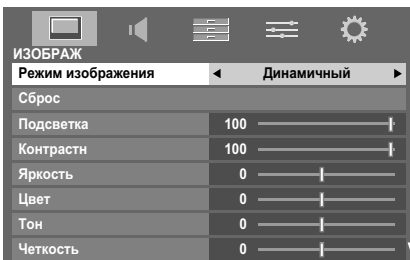 ИЗОБРАЖ
Режим изображения ◄ Динамичный ►
Сброс
Подсветка 100
Контрастн 100
Яркость 0
Цвет 0
Тон 0
Четкость 0